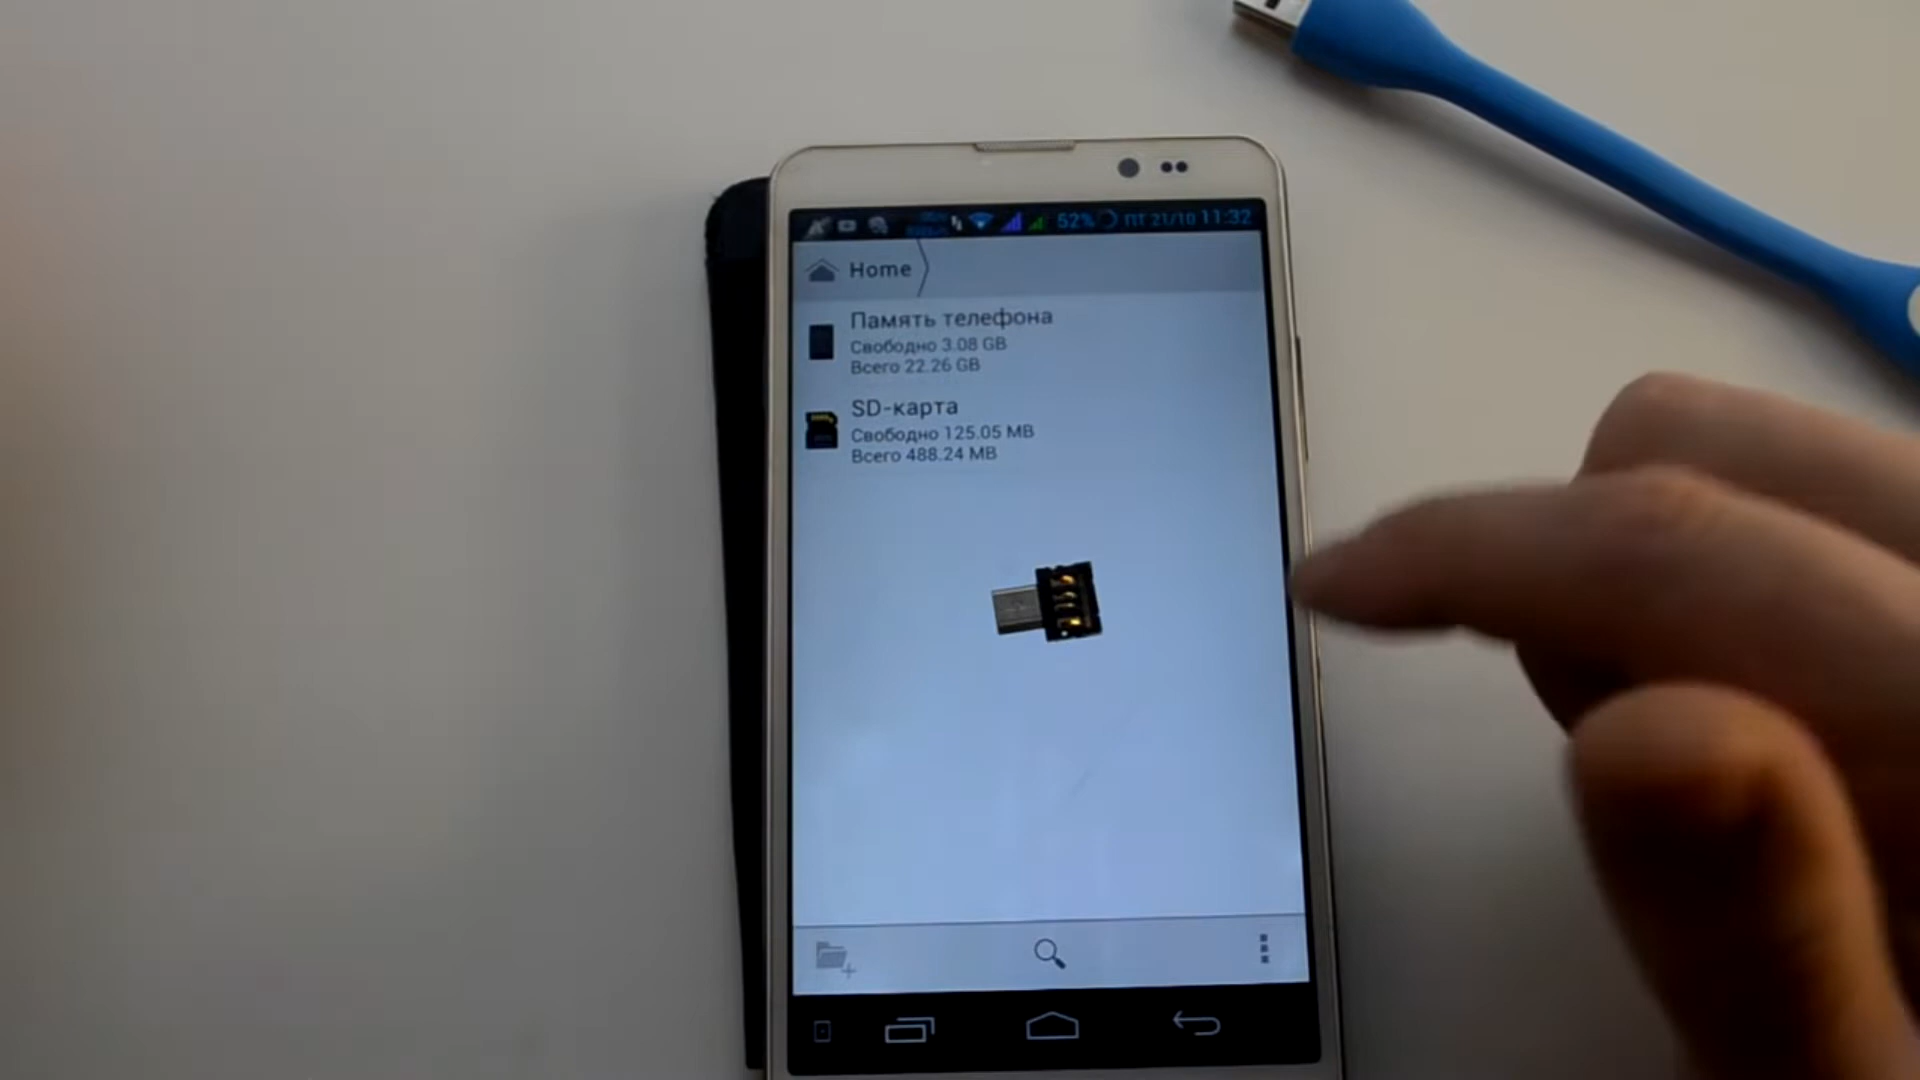 52% ПТ 21/10 11:32
Home
Память телефона
Свободно 3.08 GB
Всего 22.26 GB
SD-карта
Свободно 125.05 MB
Всего 488.24 MB